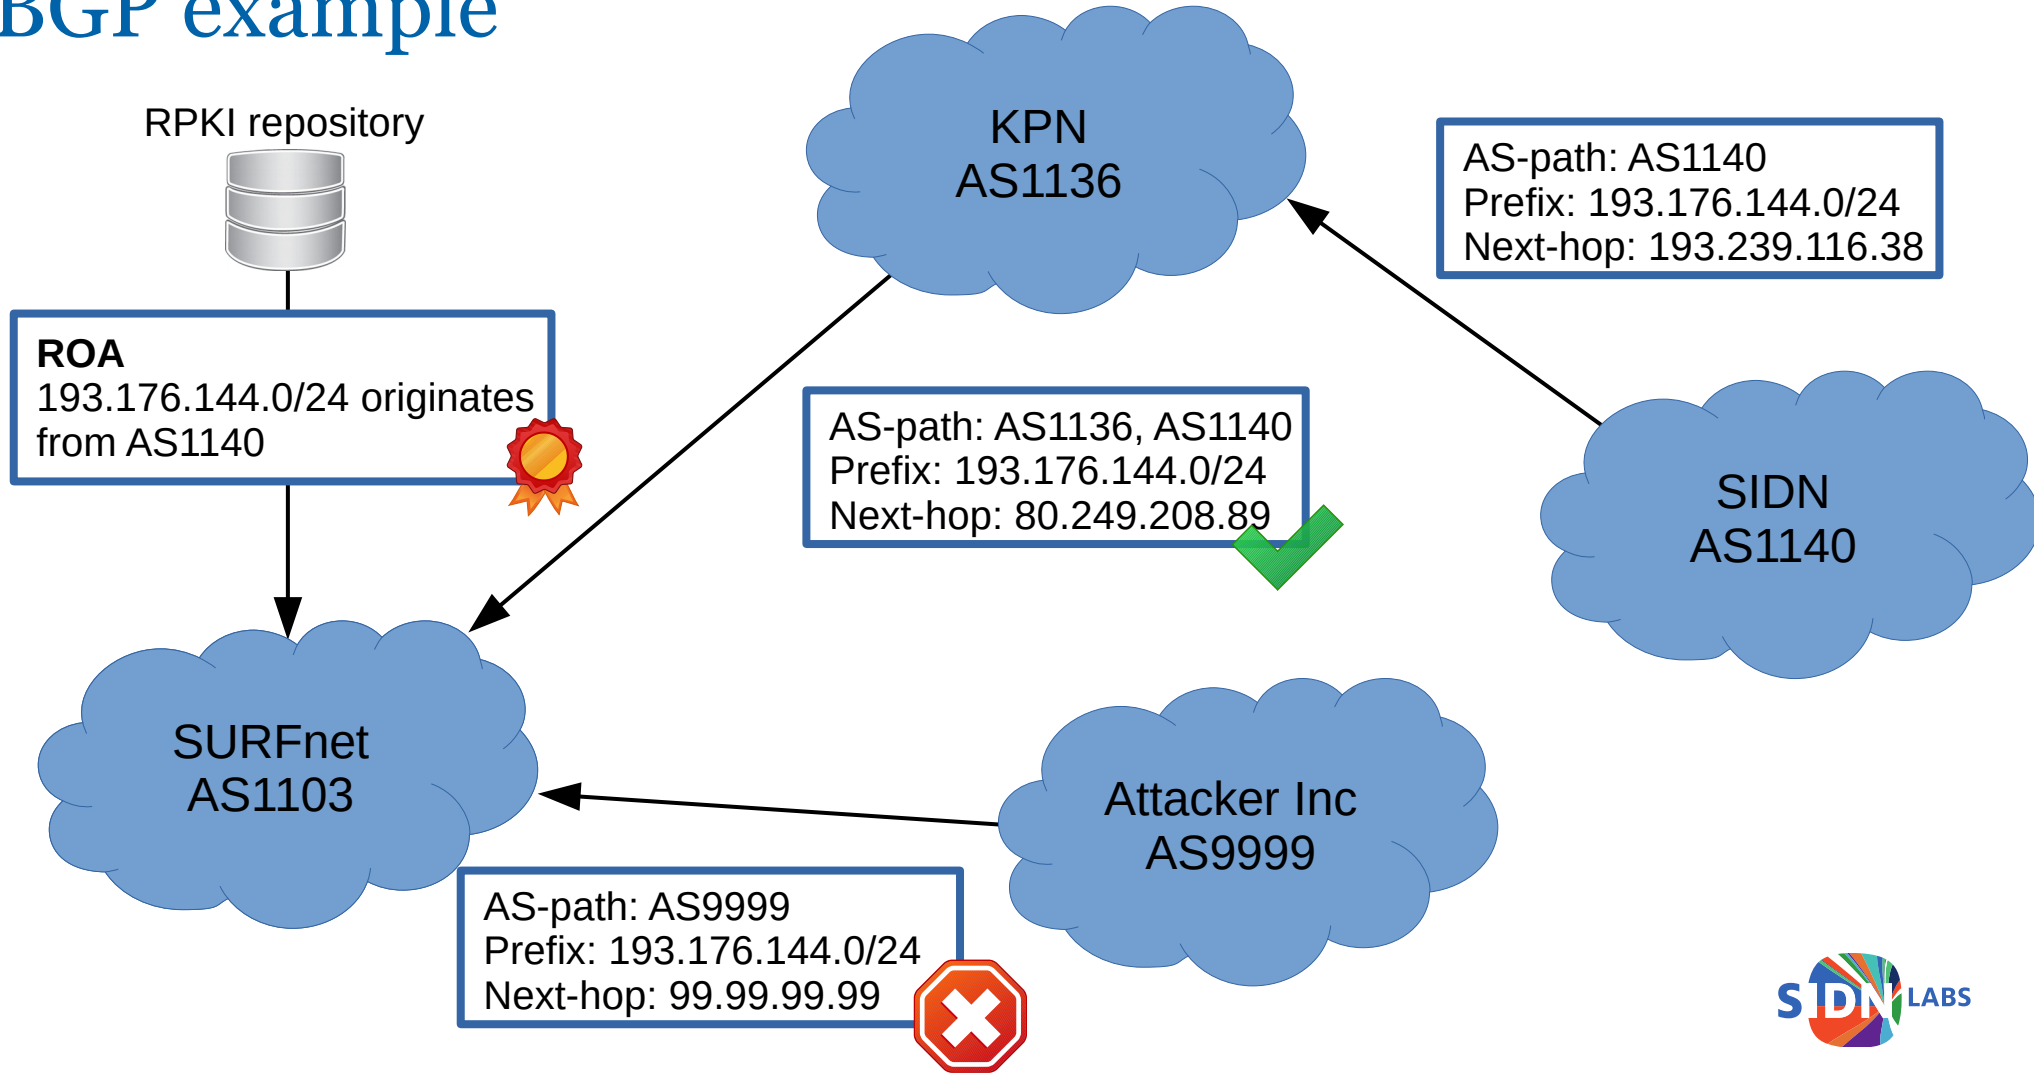 BGP example
RPKI repository
KPN
AS1136
AS-path: AS1140
Prefix: 193.176.144.0/24
Next-hop: 193.239.116.38
ROA
193.176.144.0/24 originates
from AS1140
AS-path: AS1136, AS1140
Prefix: 193.176.144.0/24
Next-hop: 80.249.208.89
SIDN
AS1140
SURFnet
AS1103
Attacker Inc
AS9999
AS-path: AS9999
Prefix: 193.176.144.0/24
Next-hop: 99.99.99.99
SIDN LABS